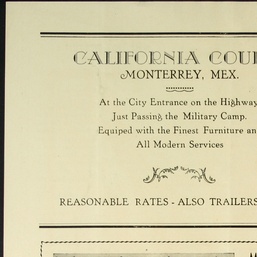 CALIFORNIA COU
MONTERREY, MEX.
At the City Entrance on the Highway
Just Passing the Military Camp.
Equiped with the Finest Furniture an
All Modern Services
REASONABLE RATES - ALSO TRAILERS